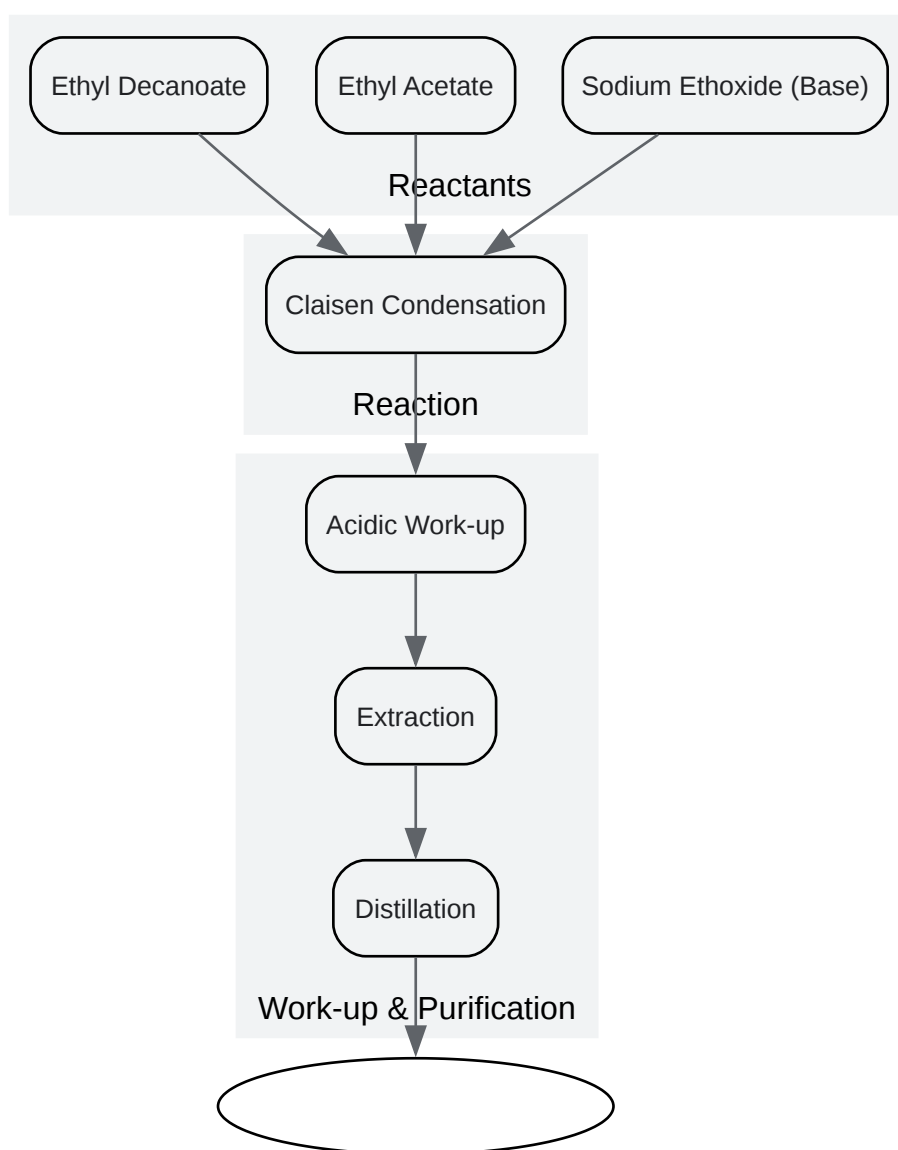 Ethyl Decanoate
Ethyl Acetate
Sodium Ethoxide (Base)
Reactants
Claisen Condensation
Reaction
Acidic Work-up
Extraction
Distillation
Work-up & Purification